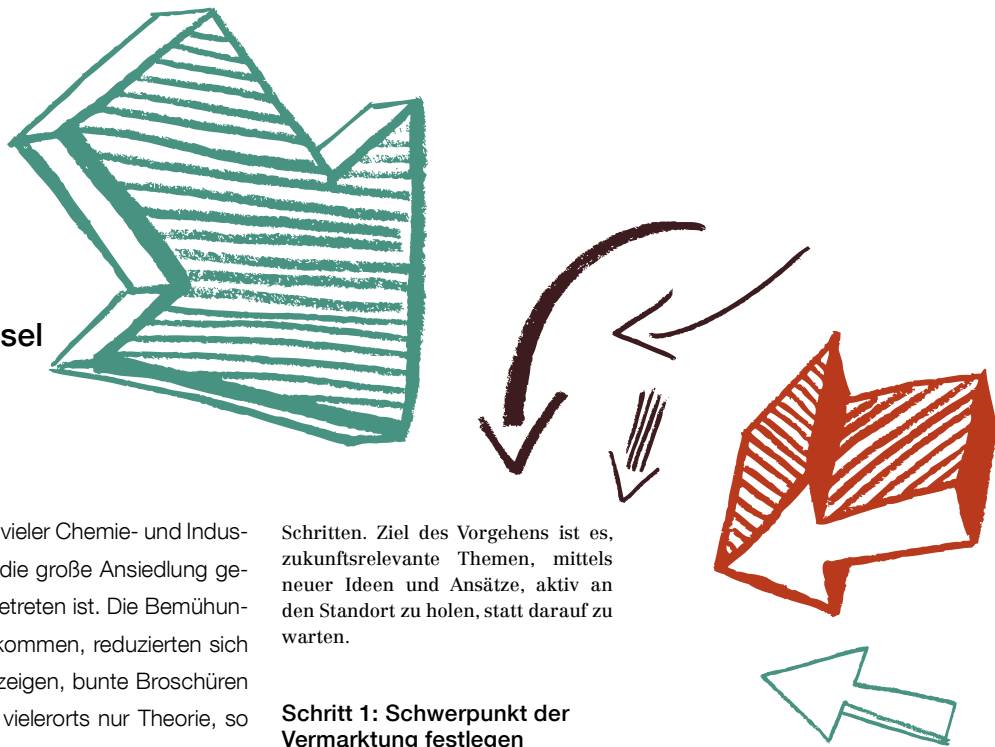 sel
vieler Chemie- und Indus-
die große Ansiedlung ge-
etreten ist. Die Bemühun-
kommen, reduzierten sich
zeigen, bunte Broschüren
vielerorts nur Theorie, so
Schritten. Ziel des Vorgehens ist es,
zukunftsrelevante Themen, mittels
neuer Ideen und Ansätze, aktiv an
den Standort zu holen, statt darauf zu
warten.
Schritt 1: Schwerpunkt der
Vermarktung festlegen